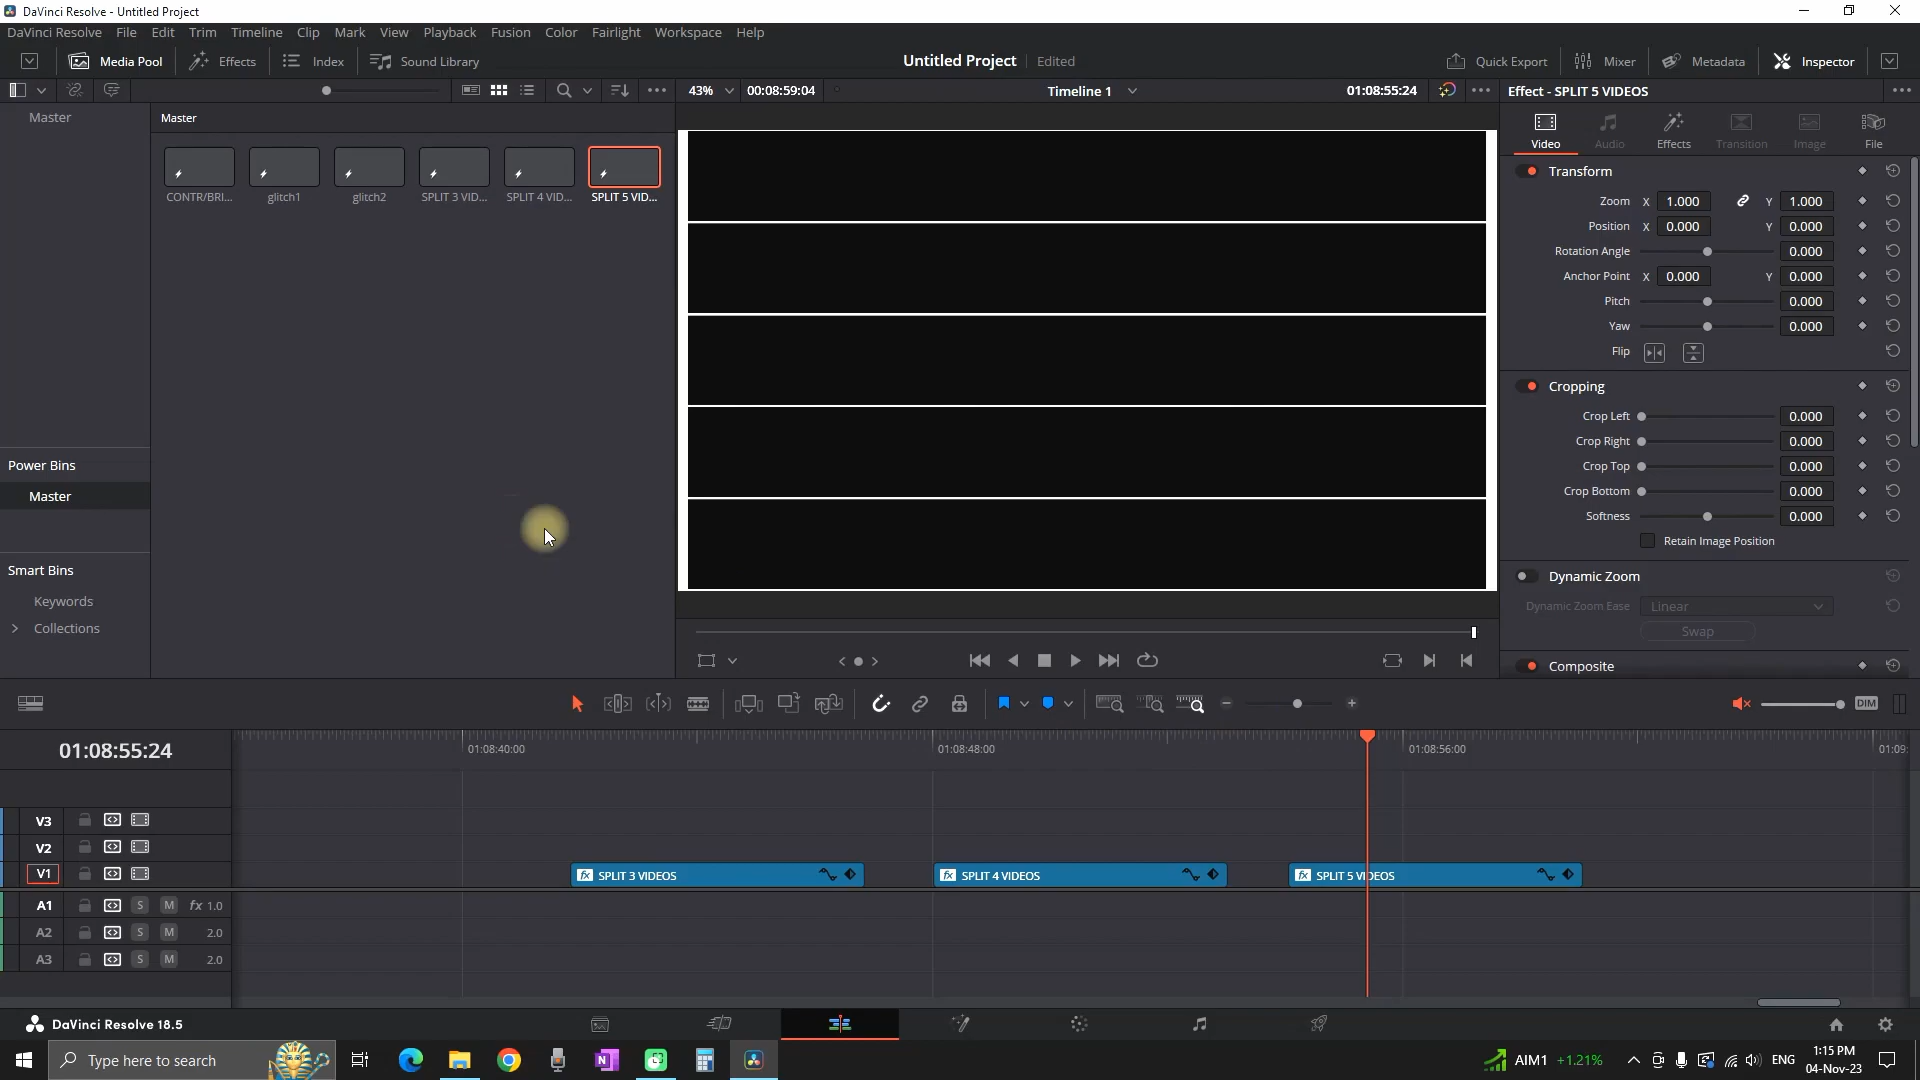 DaVinci Resolve - Untitled Project
DaVinci Resolve File Edit Trim Timeline Clip Mark View Playback Fusion Color Fairlight Workspace Help
Media Pool Effects Index Sound Library Untitled Project Edited Quick Export Mixer Metadata Inspector
43% 00:08:59:04 Timeline 1 01:08:55:24 Effect - SPLIT 5 VIDEOS
Master
Master
CONTR/BRI... glitch1 glitch2 SPLIT 3 VID... SPLIT 4 VID... SPLIT 5 VID...
Power Bins
Master
Smart Bins
Keywords
Collections
Video Audio Effects Transition Image File
Transform
Zoom X 1.000 Y 1.000
Position X 0.000 Y 0.000
Rotation Angle 0.000
Anchor Point X 0.000 Y 0.000
Pitch 0.000
Yaw 0.000
Flip
Cropping
Crop Left 0.000
Crop Right 0.000
Crop Top 0.000
Crop Bottom 0.000
Softness 0.000
Retain Image Position
Dynamic Zoom
Dynamic Zoom Ease Linear
Swap
Composite
DIM
01:08:55:24 01:08:40:00 01:08:48:00 01:08:56:00 01:09:
V3
V2
V1 fx SPLIT 3 VIDEOS fx SPLIT 4 VIDEOS fx SPLIT 5 VIDEOS
A1 S M fx 1.0
A2 S M 2.0
A3 S M 2.0
DaVinci Resolve 18.5
Type here to search AIM1 +1.21% ENG 1:15 PM
04-Nov-23